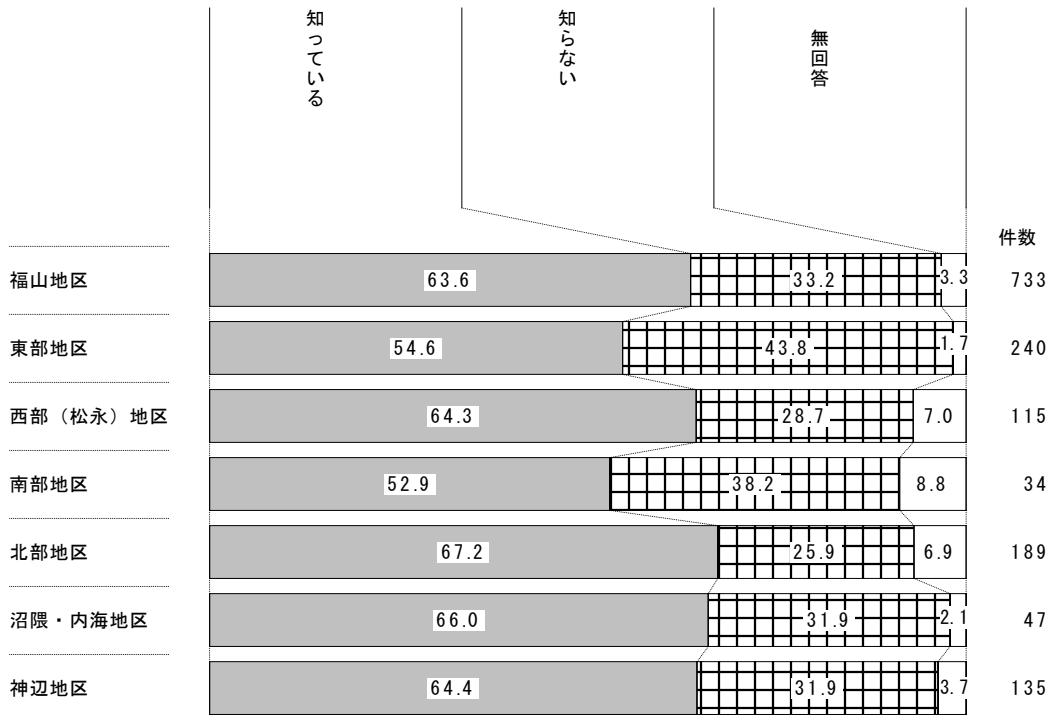 知っている
知らない
無回答
件数
福山地区 63.6 33.2 3.3 733
東部地区 54.6 43.8 1.7 240
西部（松永）地区 64.3 28.7 7.0 115
南部地区 52.9 38.2 8.8 34
北部地区 67.2 25.9 6.9 189
沼隈・内海地区 66.0 31.9 2.1 47
神辺地区 64.4 31.9 3.7 135